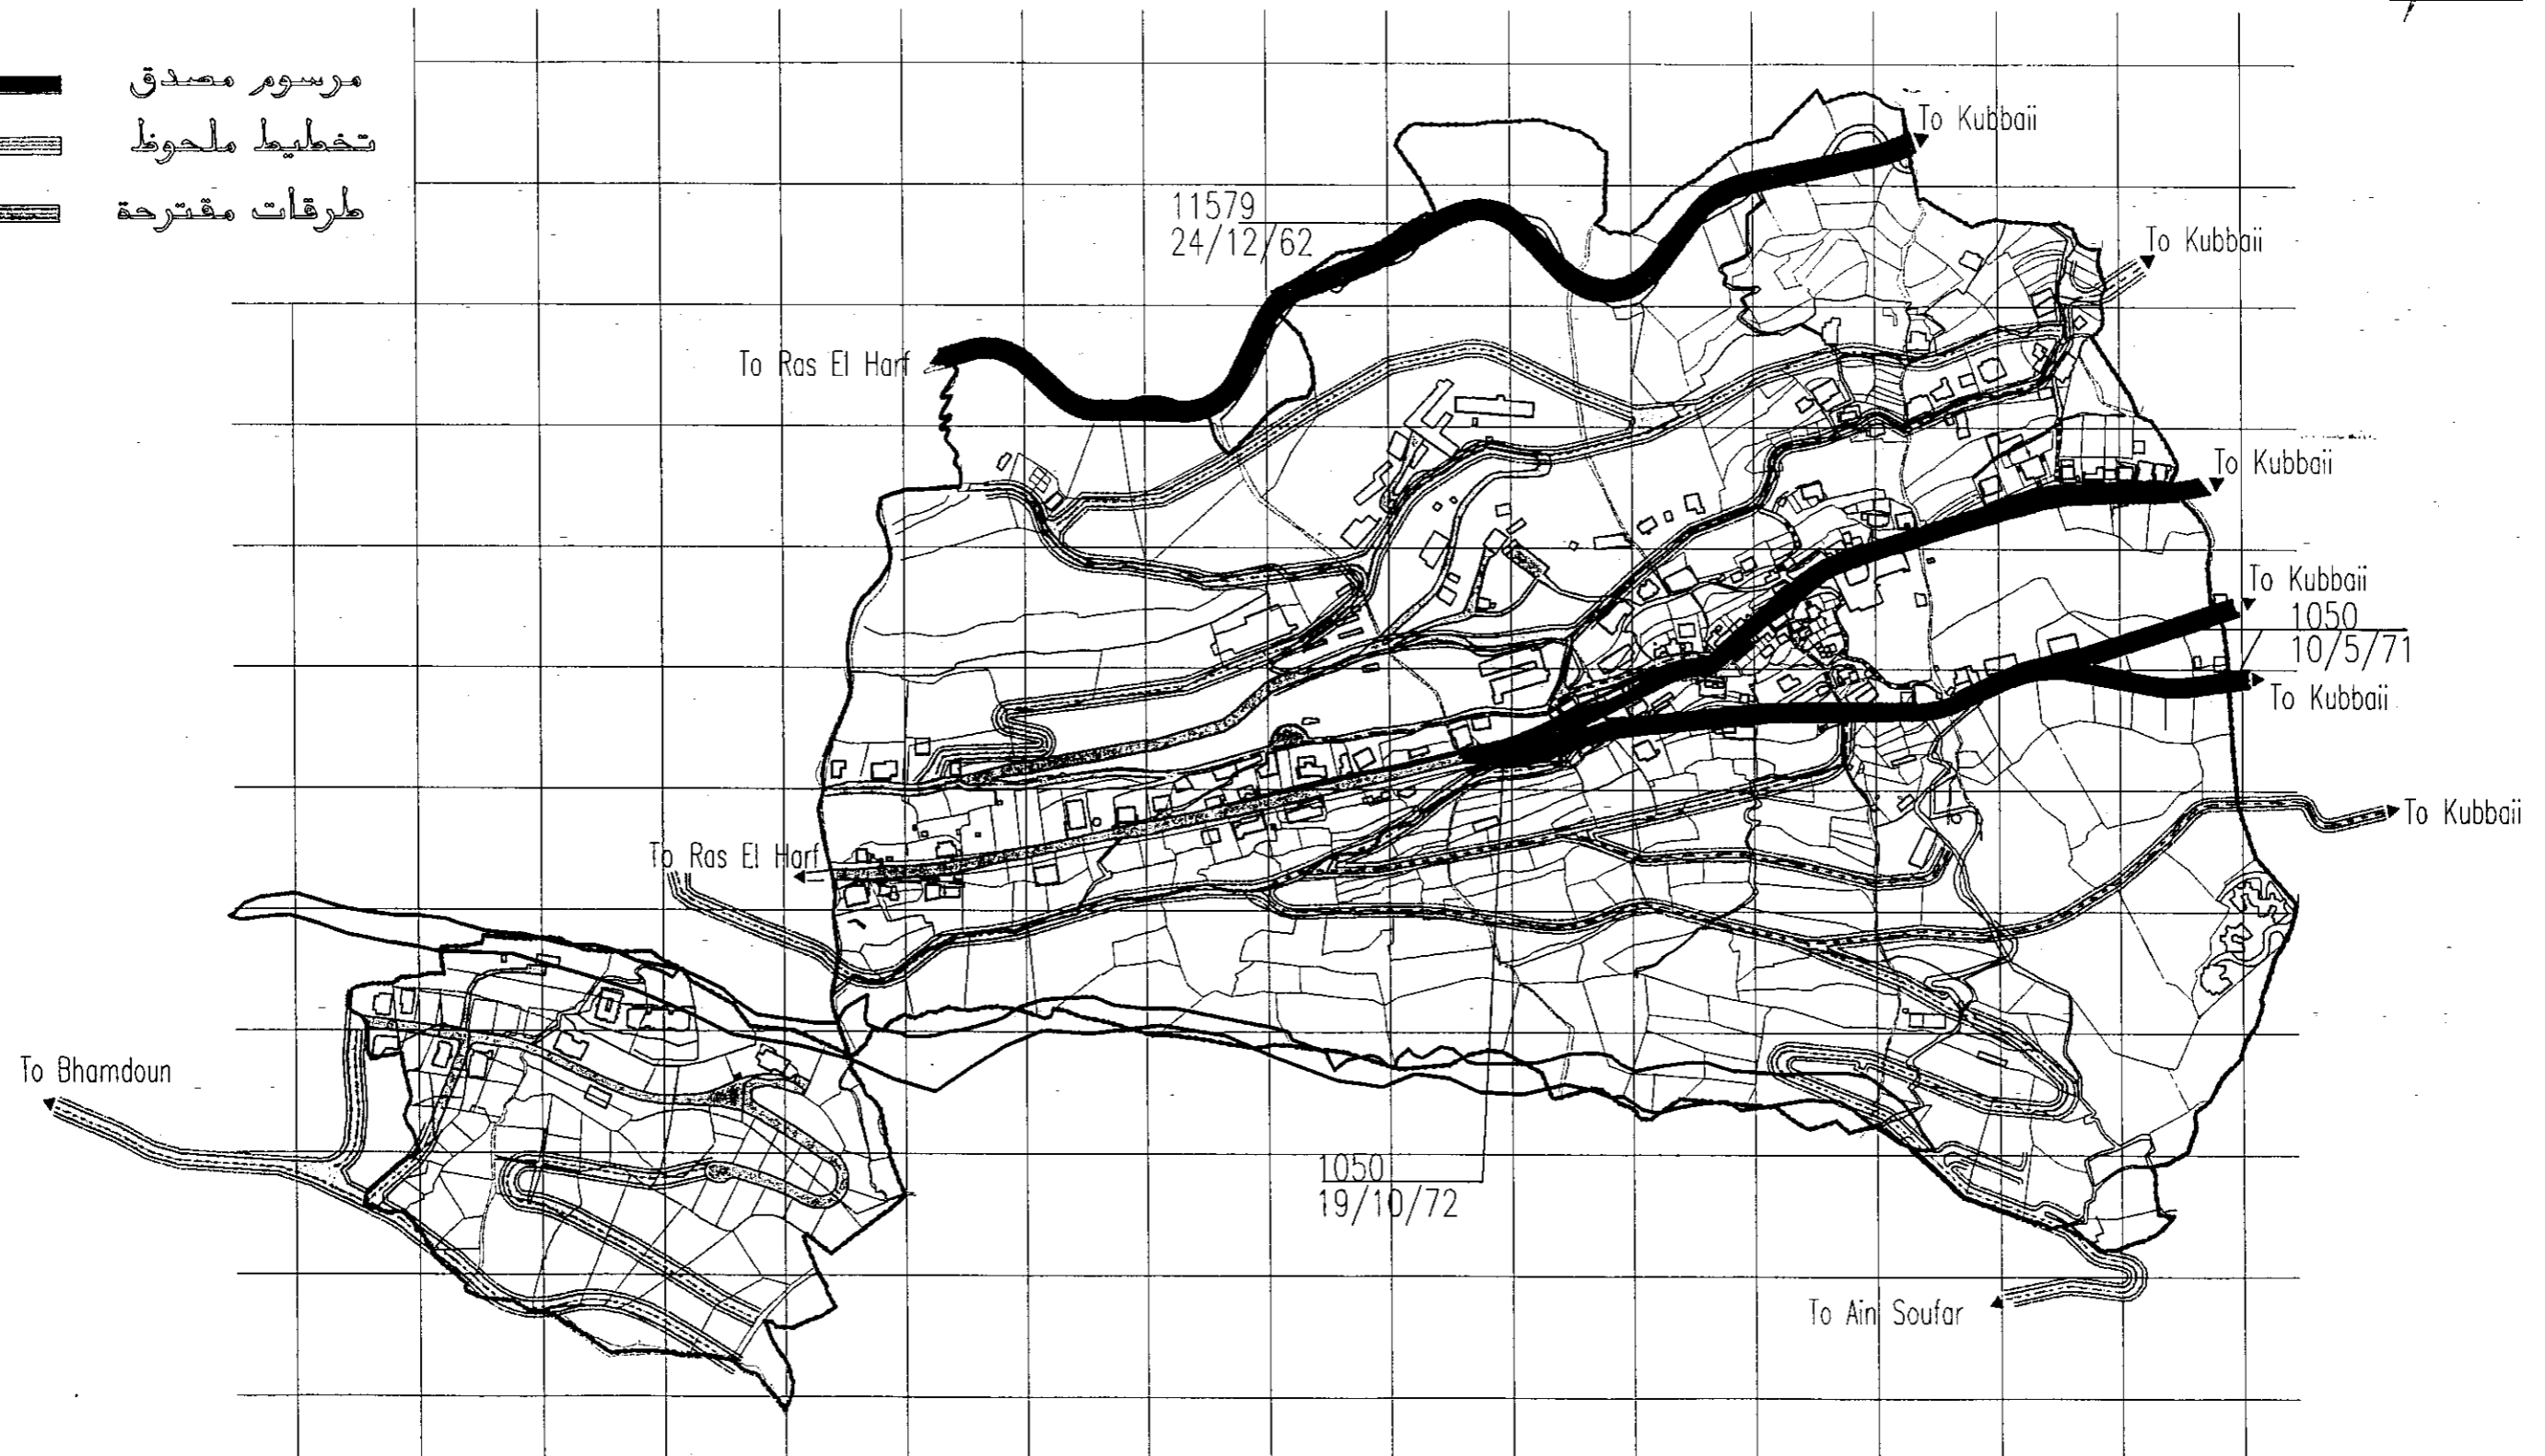 مرسوم مصدق
تخطيط ملحوظ
طرقات مقترحة
To Kubbaii
11579
24/12/62
To Kubbaii
To Ras El Harf
To Kubbaii
To Kubbaii
1050
10/5/71
To Kubbaii
To Kubbaii
To Ras El Harf
To Bhamdoun
1050
19/10/72
To Ain Soufar